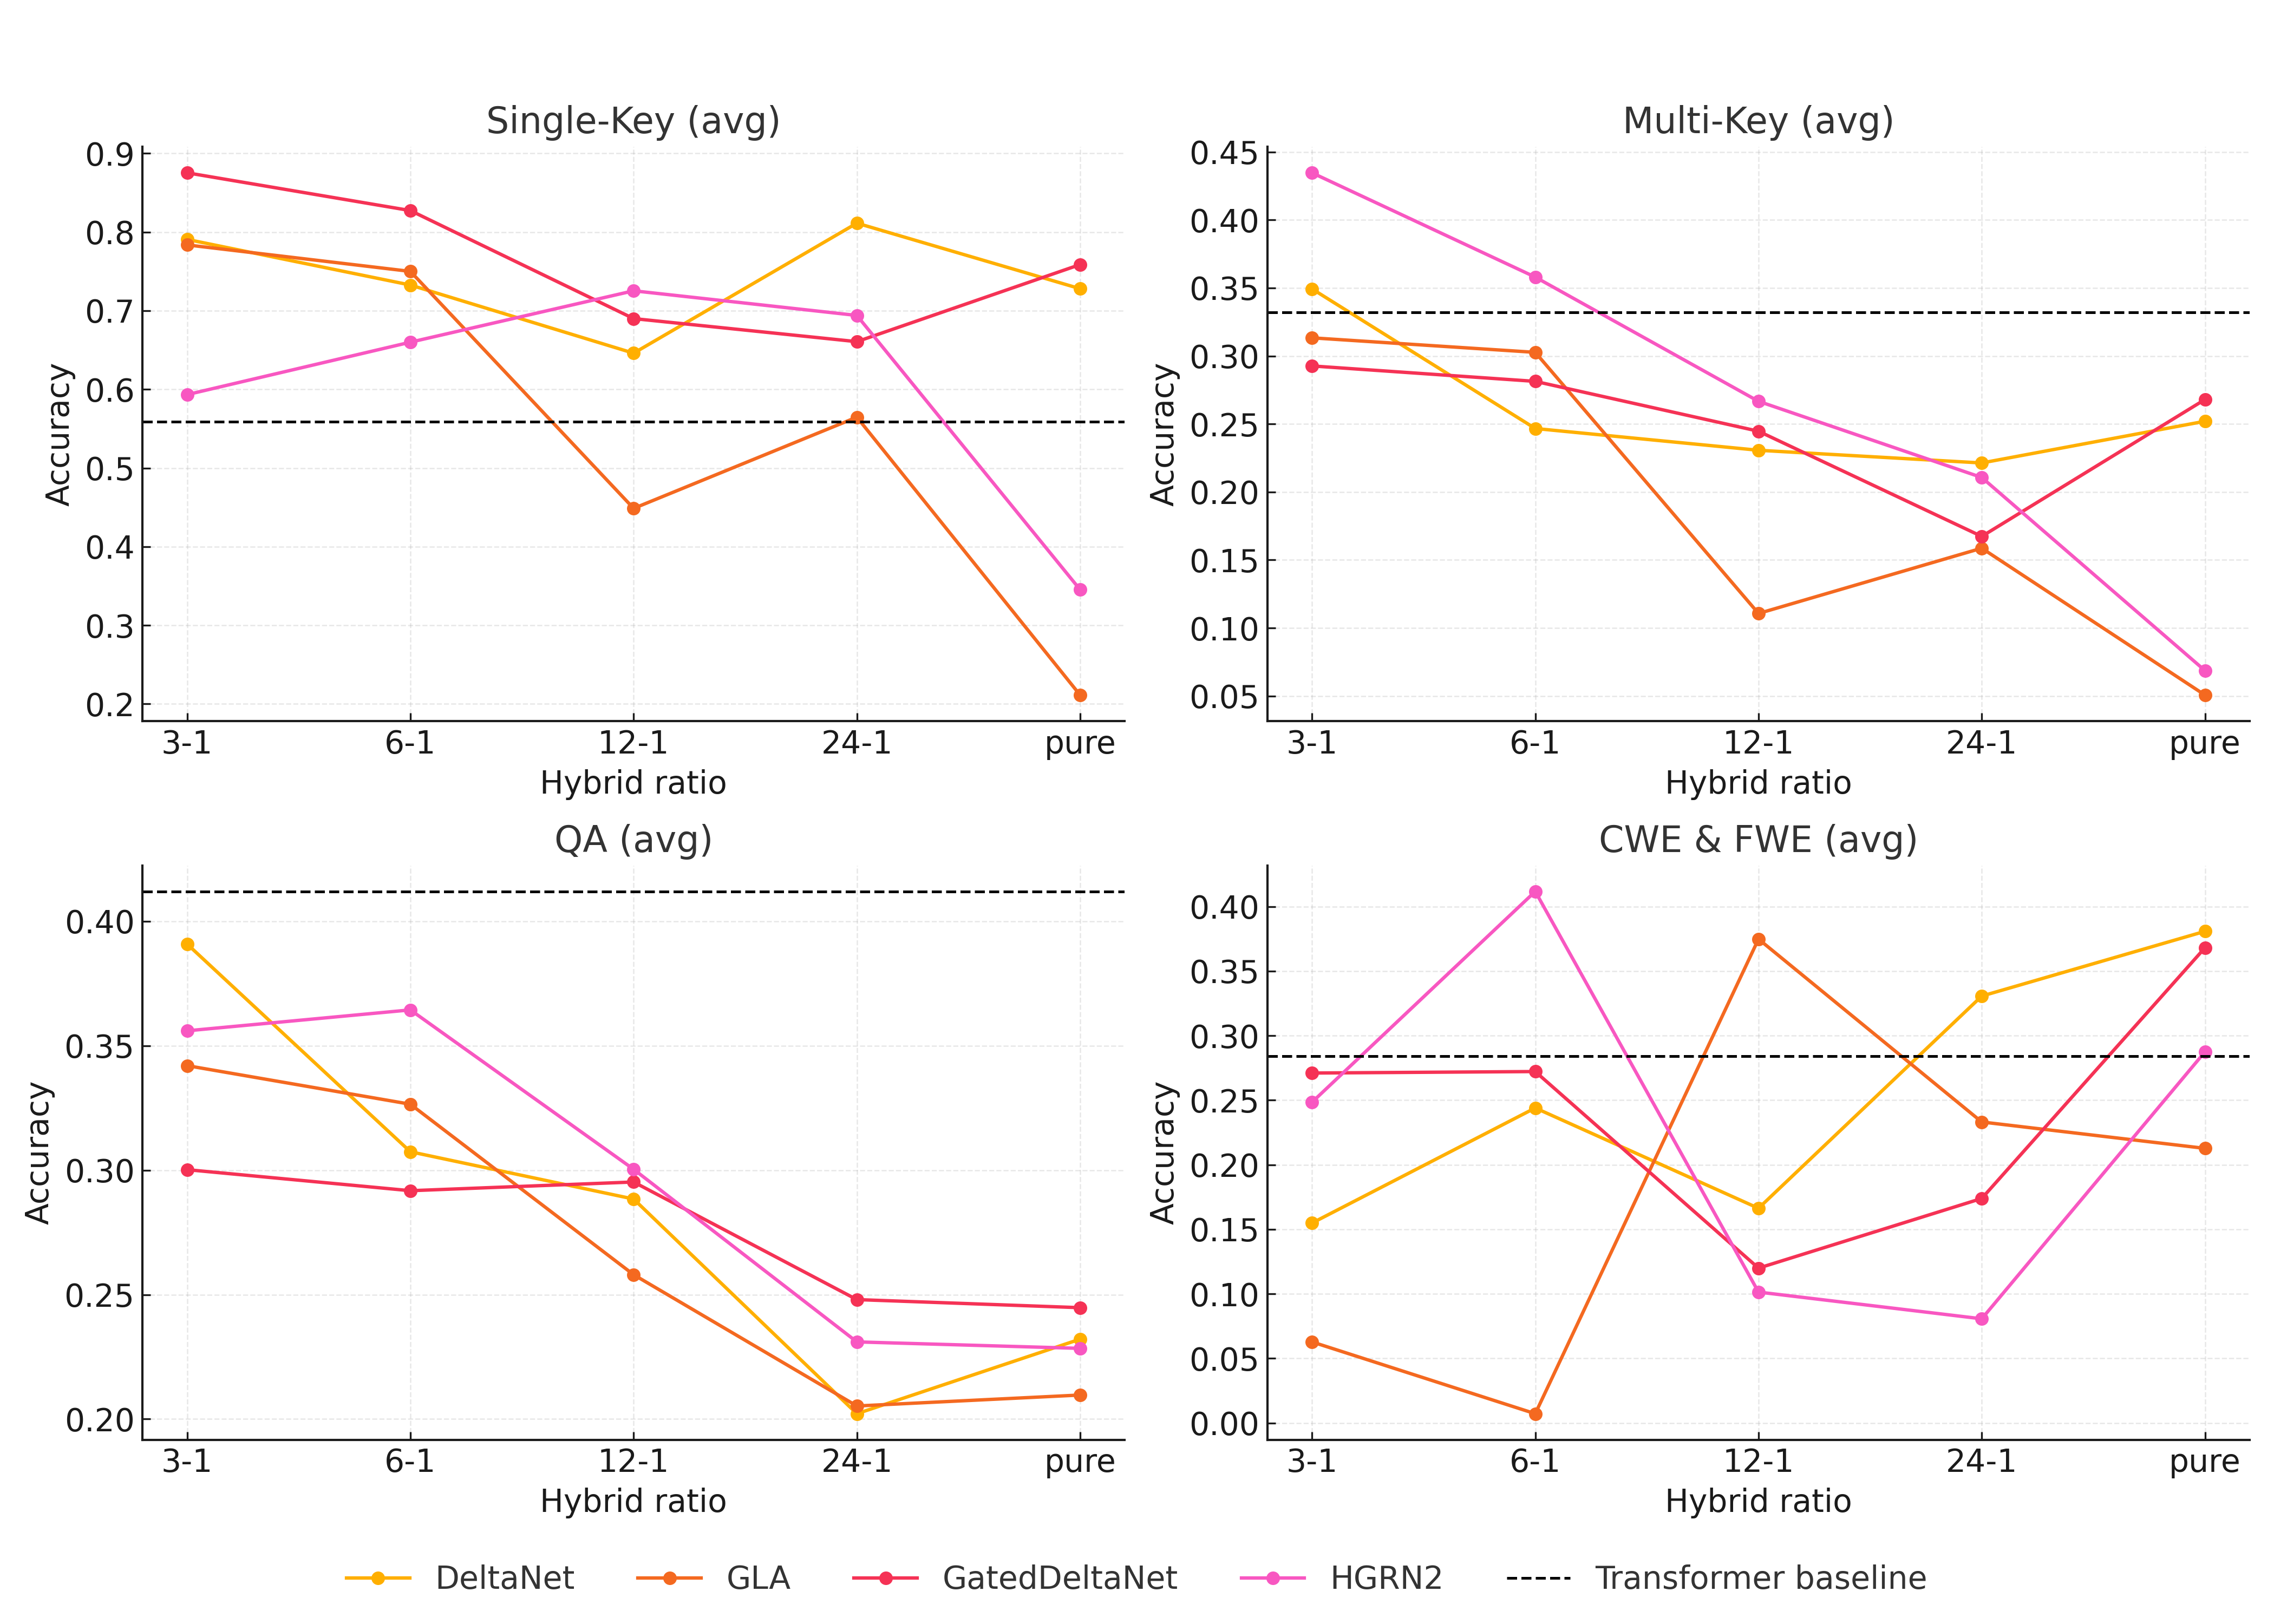 Single-Key (avg)
0.9
0.8
0.7
0.6
0.5
0.4
0.3
0.2
Accuracy
3-1 6-1 12-1 24-1 pure
Hybrid ratio
Multi-Key (avg)
0.45
0.40
0.35
0.30
0.25
0.20
0.15
0.10
0.05
Accuracy
3-1 6-1 12-1 24-1 pure
Hybrid ratio
QA (avg)
0.40
0.35
0.30
0.25
0.20
Accuracy
3-1 6-1 12-1 24-1 pure
Hybrid ratio
CWE & FWE (avg)
0.40
0.35
0.30
0.25
0.20
0.15
0.10
0.05
0.00
Accuracy
3-1 6-1 12-1 24-1 pure
Hybrid ratio
DeltaNet GLA GatedDeltaNet HGRN2 Transformer baseline